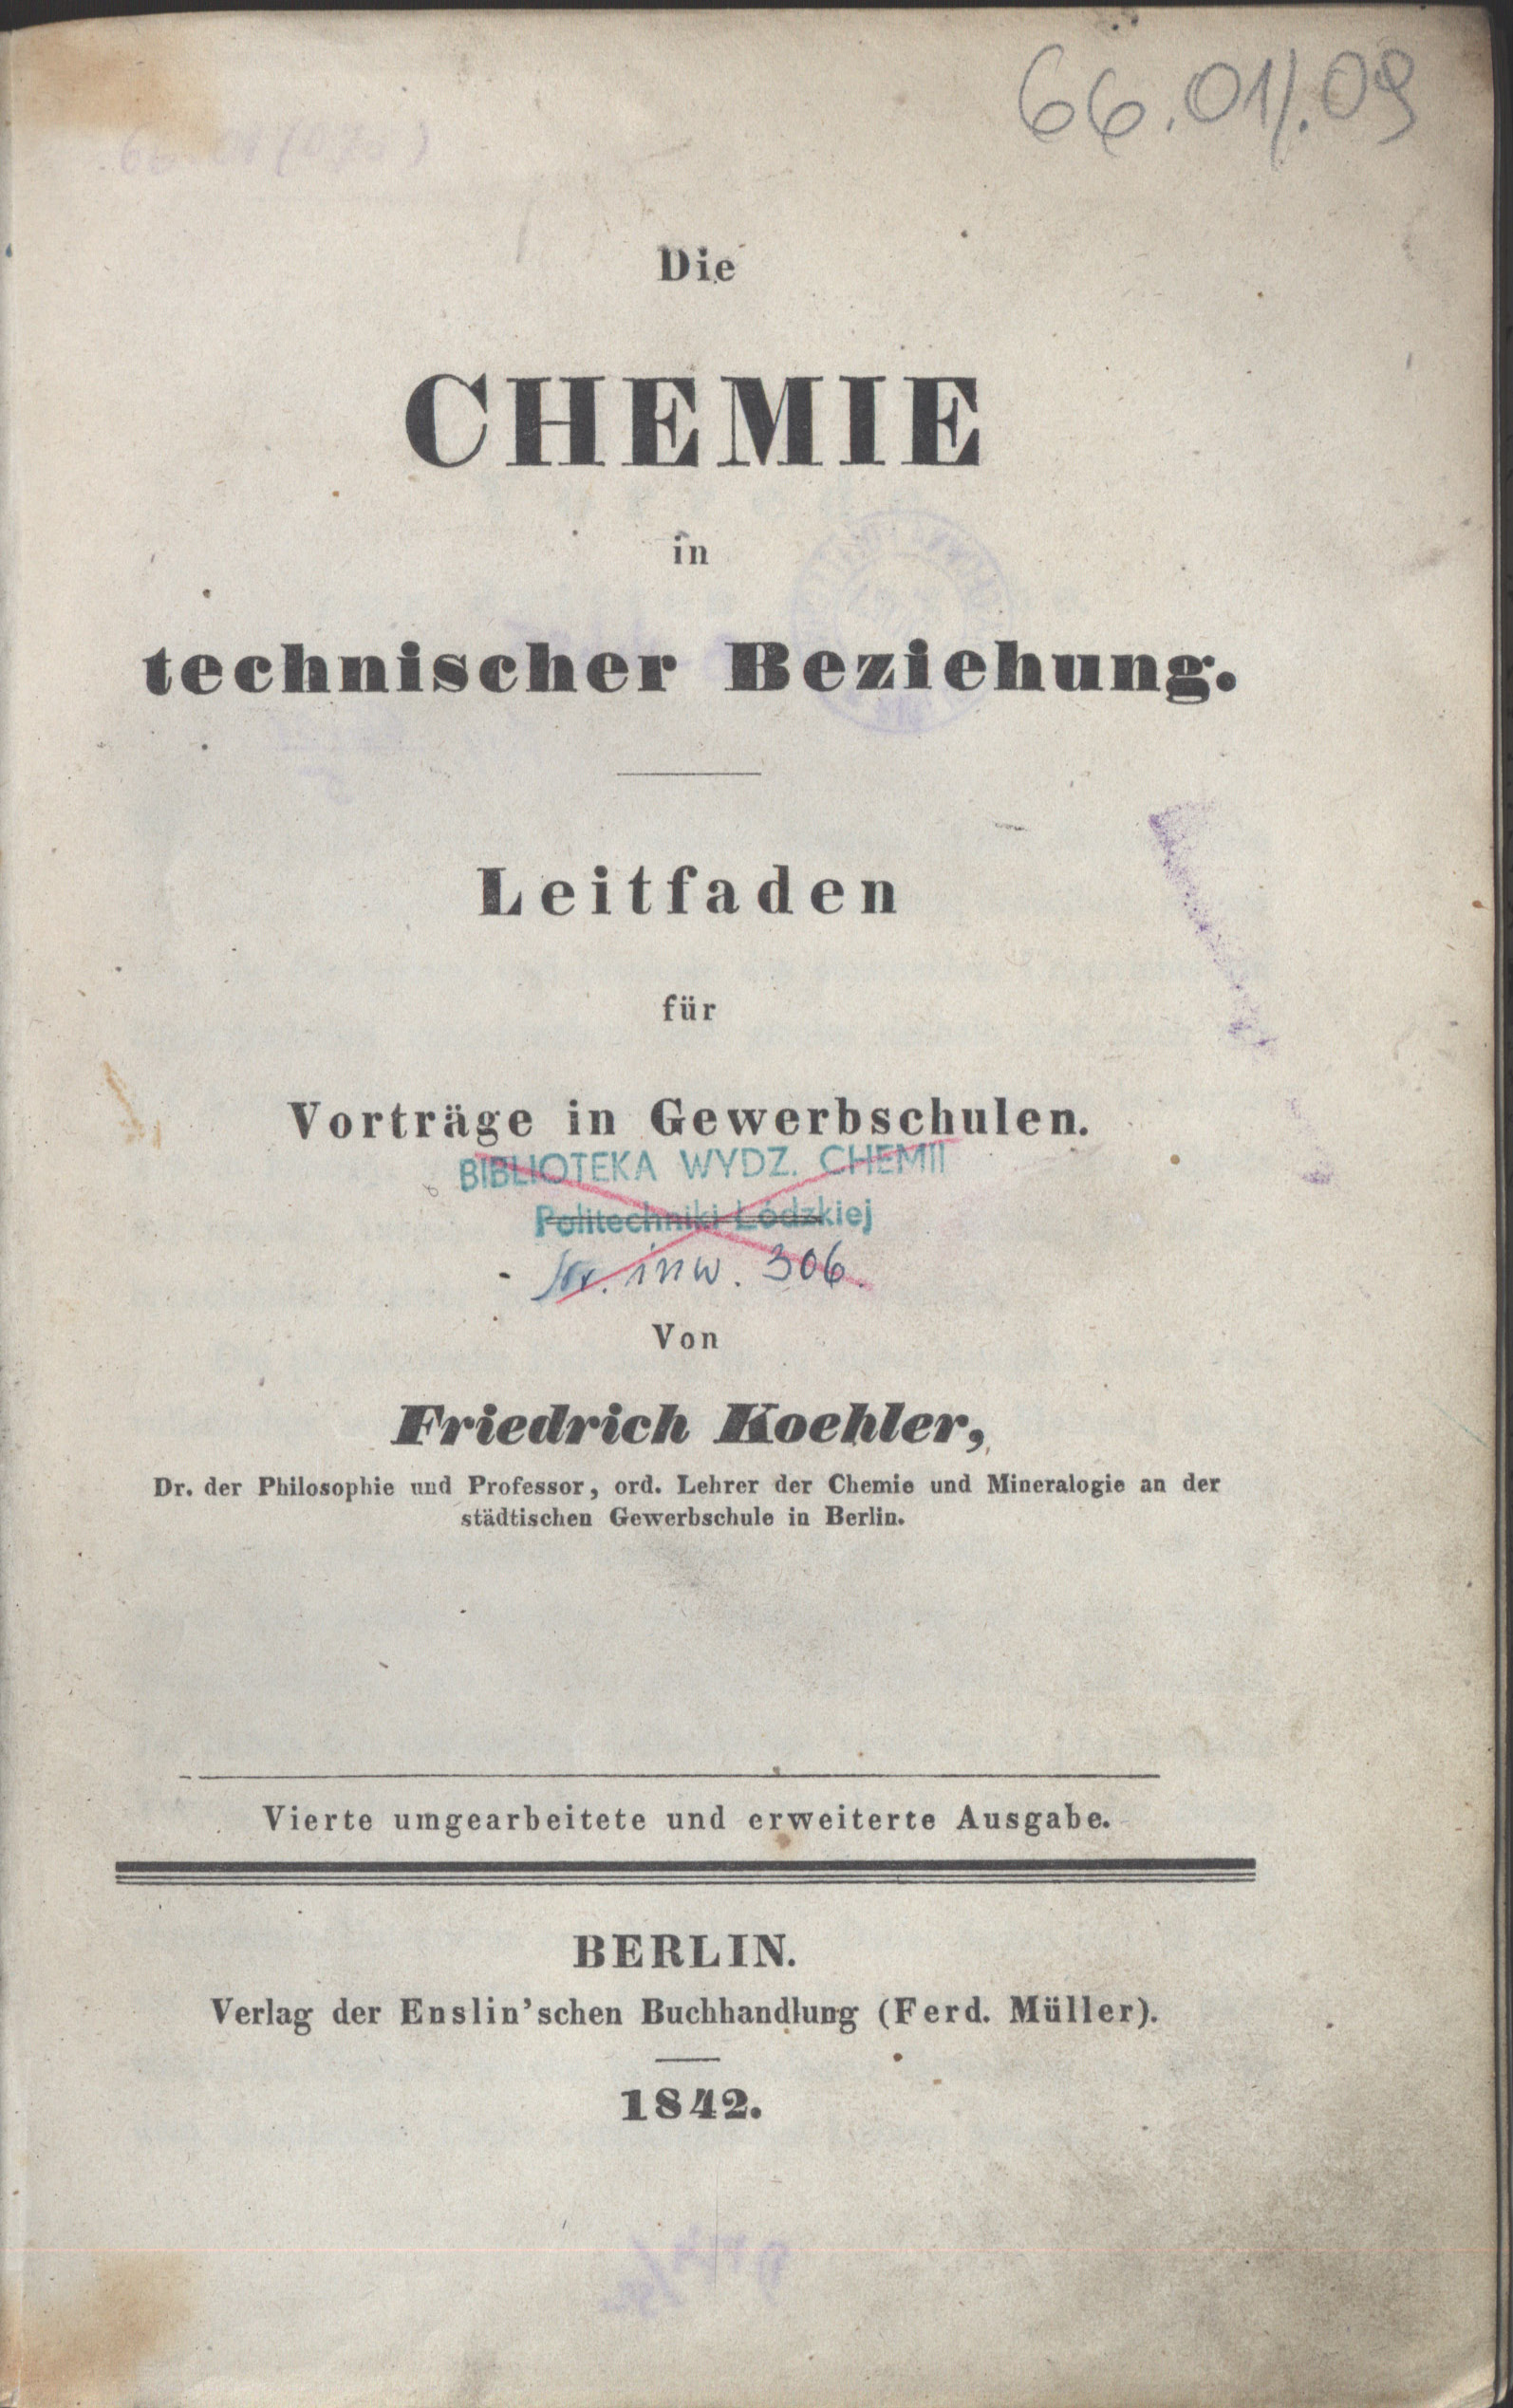 66.01/.09
Die
CHEMIE
in
technischer Beziehung.
Leitfaden
für
Vorträge in Gewerbschulen.
BIBLIOTEKA WYDZ. CHEMII
Politechniki Łódzkiej
Nr. inw. 306.
Von
Friedrich Koehler,
Dr. der Philosophie und Professor, ord. Lehrer der Chemie und Mineralogie an der
städtischen Gewerbschule in Berlin.
Vierte umgearbeitete und erweiterte Ausgabe.
BERLIN.
Verlag der Enslin'schen Buchhandlung (Ferd. Müller).
1842.